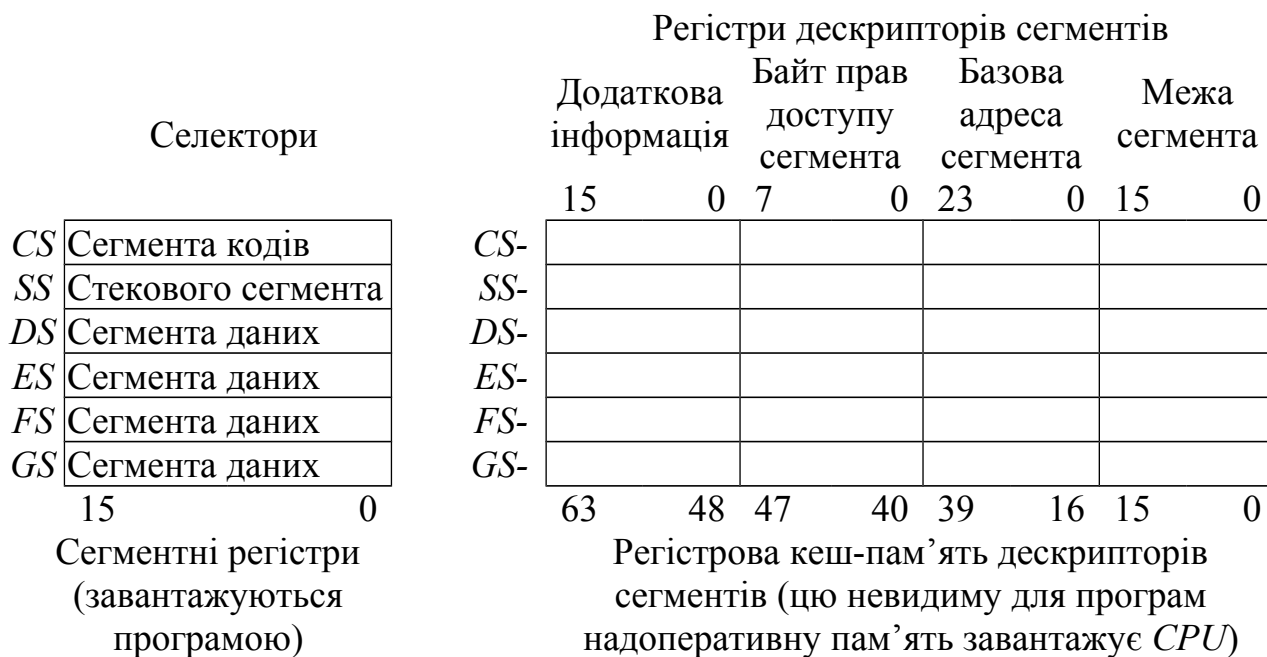 Регістри дескрипторів сегментів
Селектори
Додаткова інформація
Байт прав доступу сегмента
Базова адреса сегмента
Межа сегмента
15 0 7 0 23 0 15 0
CS Сегмента кодів CS-
SS Стекового сегмента SS-
DS Сегмента даних DS-
ES Сегмента даних ES-
FS Сегмента даних FS-
GS Сегмента даних GS-
15 0 63 48 47 40 39 16 15 0
Сегментні регістри
(завантажуються
програмою)
Регістрова кеш-пам’ять дескрипторів
сегментів (цю невидиму для програм
надоперативну пам’ять завантажує CPU)